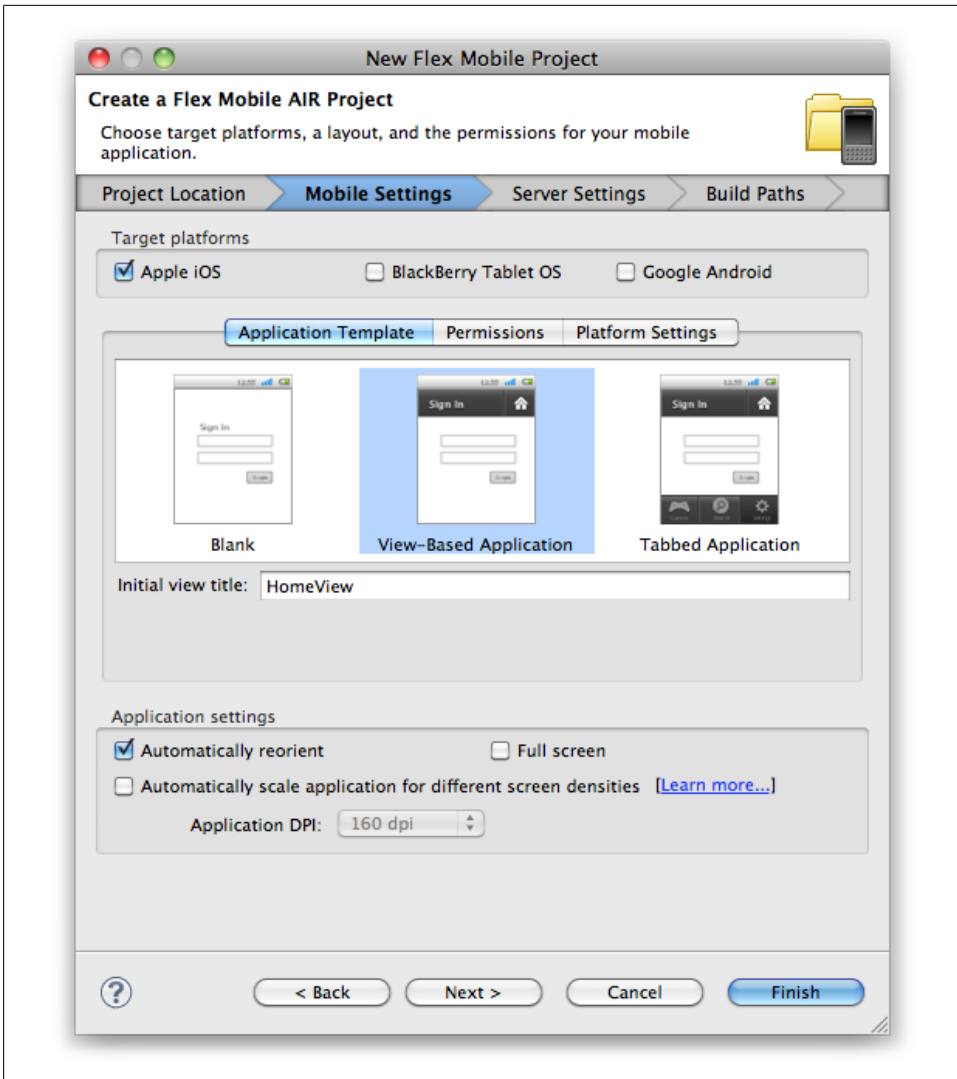 New Flex Mobile Project
Create a Flex Mobile AIR Project
Choose target platforms, a layout, and the permissions for your mobile
application.
Project Location Mobile Settings Server Settings Build Paths
Target platforms
Apple iOS BlackBerry Tablet OS Google Android
Application Template Permissions Platform Settings
Sign In
Sign In
Sign In
Blank View-Based Application Tabbed Application
Initial view title: HomeView
Application settings
Automatically reorient Full screen
Automatically scale application for different screen densities [Learn more...]
Application DPI: 160 dpi
? < Back Next > Cancel Finish